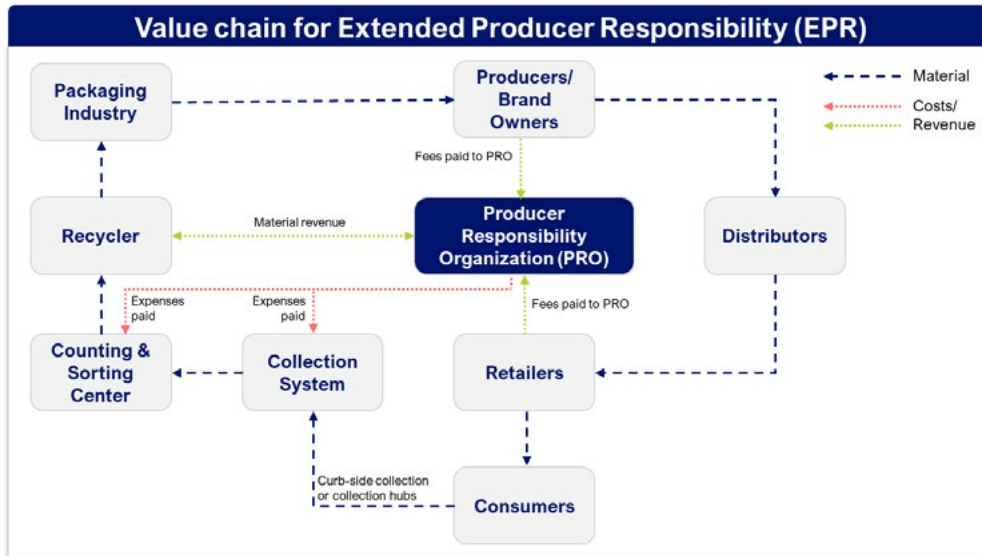 Value chain for Extended Producer Responsibility (EPR)
Packaging
Industry
Producers/
Brand
Owners
Material
Costs/
Revenue
Fees paid to PRO
Recycler
Material revenue
Producer
Responsibility
Organization (PRO)
Distributors
Expenses
paid
Expenses
paid
Fees paid to PRO
Counting &
Sorting
Center
Collection
System
Retailers
Curb-side collection
or collection hubs
Consumers